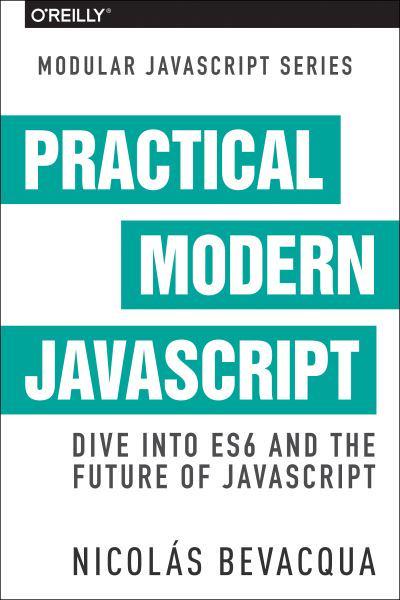 O'REILLY®
MODULAR JAVASCRIPT SERIES
PRACTICAL
MODERN
JAVASCRIPT
DIVE INTO ES6 AND THE
FUTURE OF JAVASCRIPT
NICOLÁS BEVACQUA